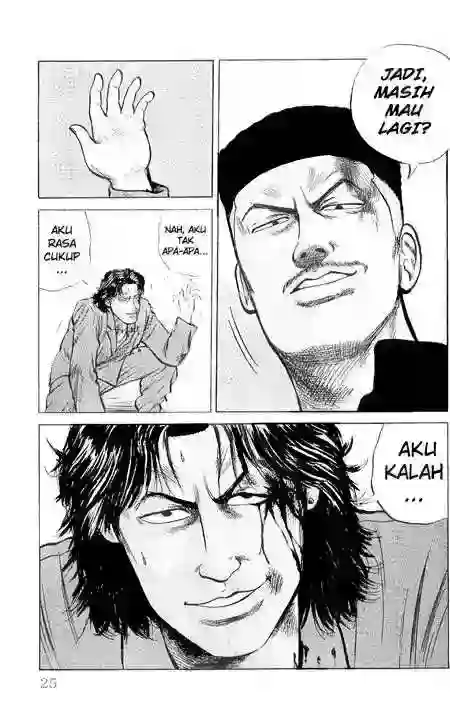 JADI,
MASIH
MAU
LAGI?
NAH, AKU
TAK
APA-APA...
AKU
RASA
CUKUP
...
AKU
KALAH
...
25